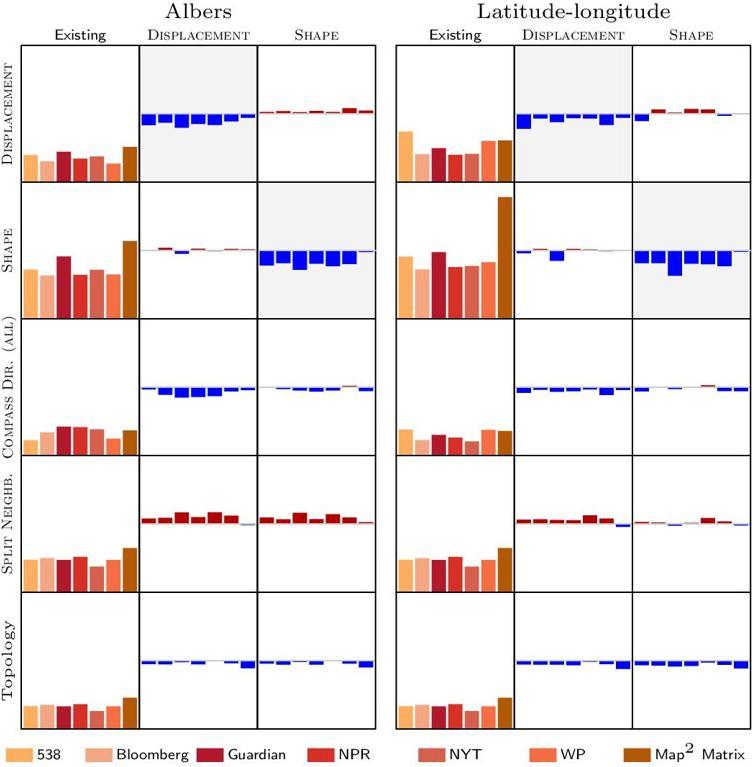 Albers Latitude-longitude
Existing DISPLACEMENT SHAPE Existing DISPLACEMENT SHAPE
DISPLACEMENT
SHAPE
COMPASS DIR. (ALL)
SPLIT NEIGHB.
Topology
538 Bloomberg Guardian NPR NYT WP Map² Matrix